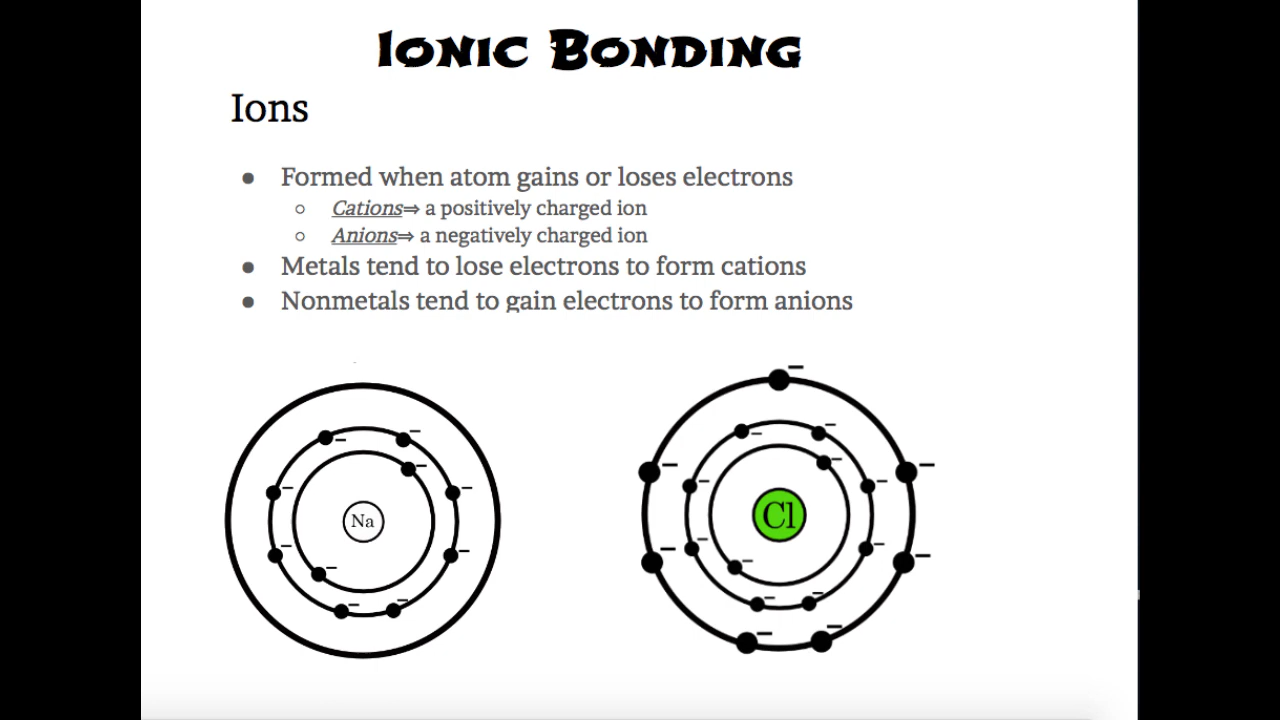 Ionic Bonding
Ions
● Formed when atom gains or loses electrons
○ Cations⇒ a positively charged ion
○ Anions⇒ a negatively charged ion
● Metals tend to lose electrons to form cations
● Nonmetals tend to gain electrons to form anions
Na
Cl